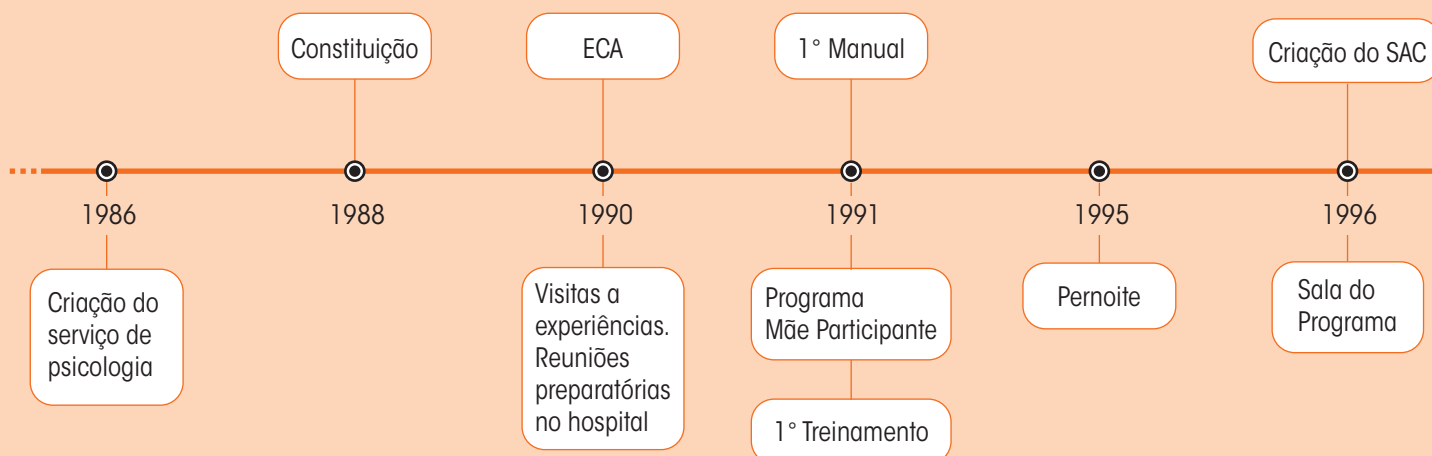 Constituição
ECA
1° Manual
Criação do SAC
1986
1988
1990
1991
1995
1996
Criação do
serviço de
psicologia
Visitas a
experiências.
Reuniões
preparatórias
no hospital
Programa
Mãe Participante
1° Treinamento
Pernoite
Sala do
Programa